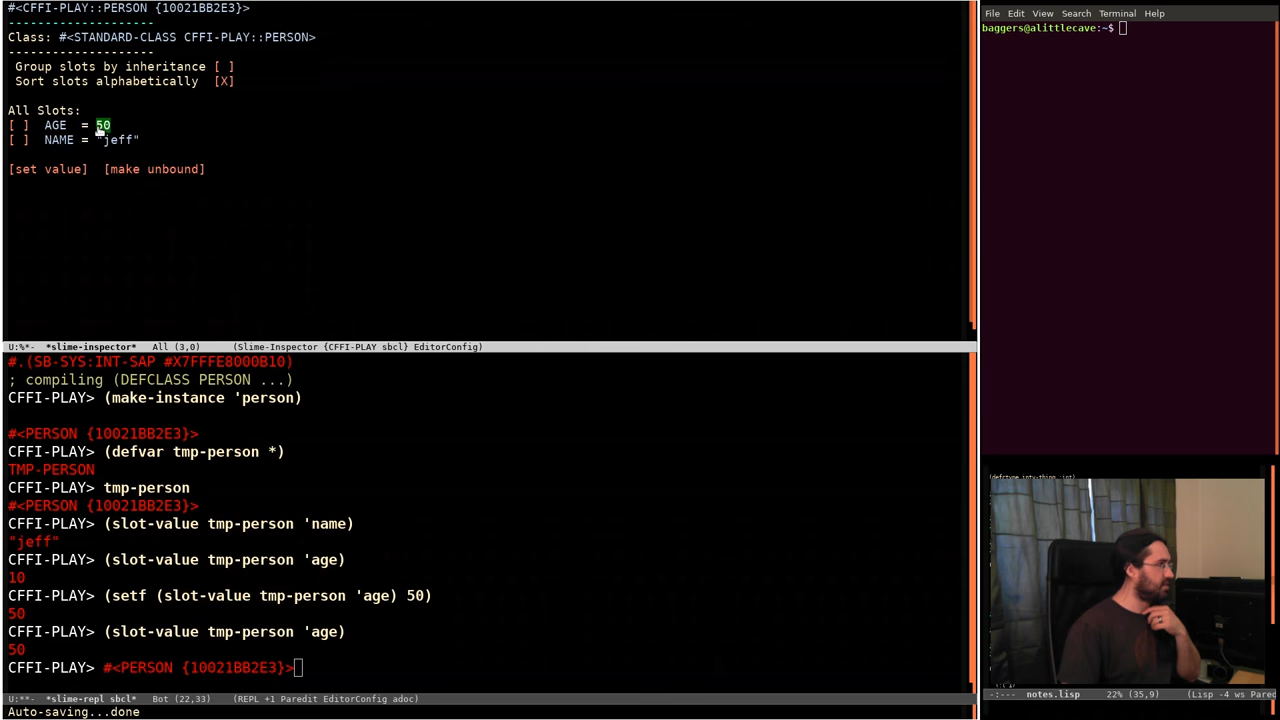 #<CFFI-PLAY::PERSON {10021BB2E3}>
--------------------
Class: #<STANDARD-CLASS CFFI-PLAY::PERSON>
--------------------
Group slots by inheritance [ ]
Sort slots alphabetically  [X]
All Slots:
[ ]  AGE  = 50
[ ]  NAME = "jeff"
[set value]  [make unbound]
U:%*-  *slime-inspector*   All (3,0)     (Slime-Inspector {CFFI-PLAY sbcl} EditorConfig)
#.(SB-SYS:INT-SAP #X7FFFE8000B10)
; compiling (DEFCLASS PERSON ...)
CFFI-PLAY> (make-instance 'person)
#<PERSON {10021BB2E3}>
CFFI-PLAY> (defvar tmp-person *)
TMP-PERSON
CFFI-PLAY> tmp-person
#<PERSON {10021BB2E3}>
CFFI-PLAY> (slot-value tmp-person 'name)
"jeff"
CFFI-PLAY> (slot-value tmp-person 'age)
10
CFFI-PLAY> (setf (slot-value tmp-person 'age) 50)
50
CFFI-PLAY> (slot-value tmp-person 'age)
50
CFFI-PLAY> #<PERSON {10021BB2E3}>
U:**-  *slime-repl sbcl*   Bot (22,33)    (REPL +1 Paredit EditorConfig adoc)
Auto-saving...done
File Edit View Search Terminal Help
baggers@alittlecave:~$
(defctype inty-thing :int)
-:---  notes.lisp    22% (35,9)     (Lisp -4 ws Pared